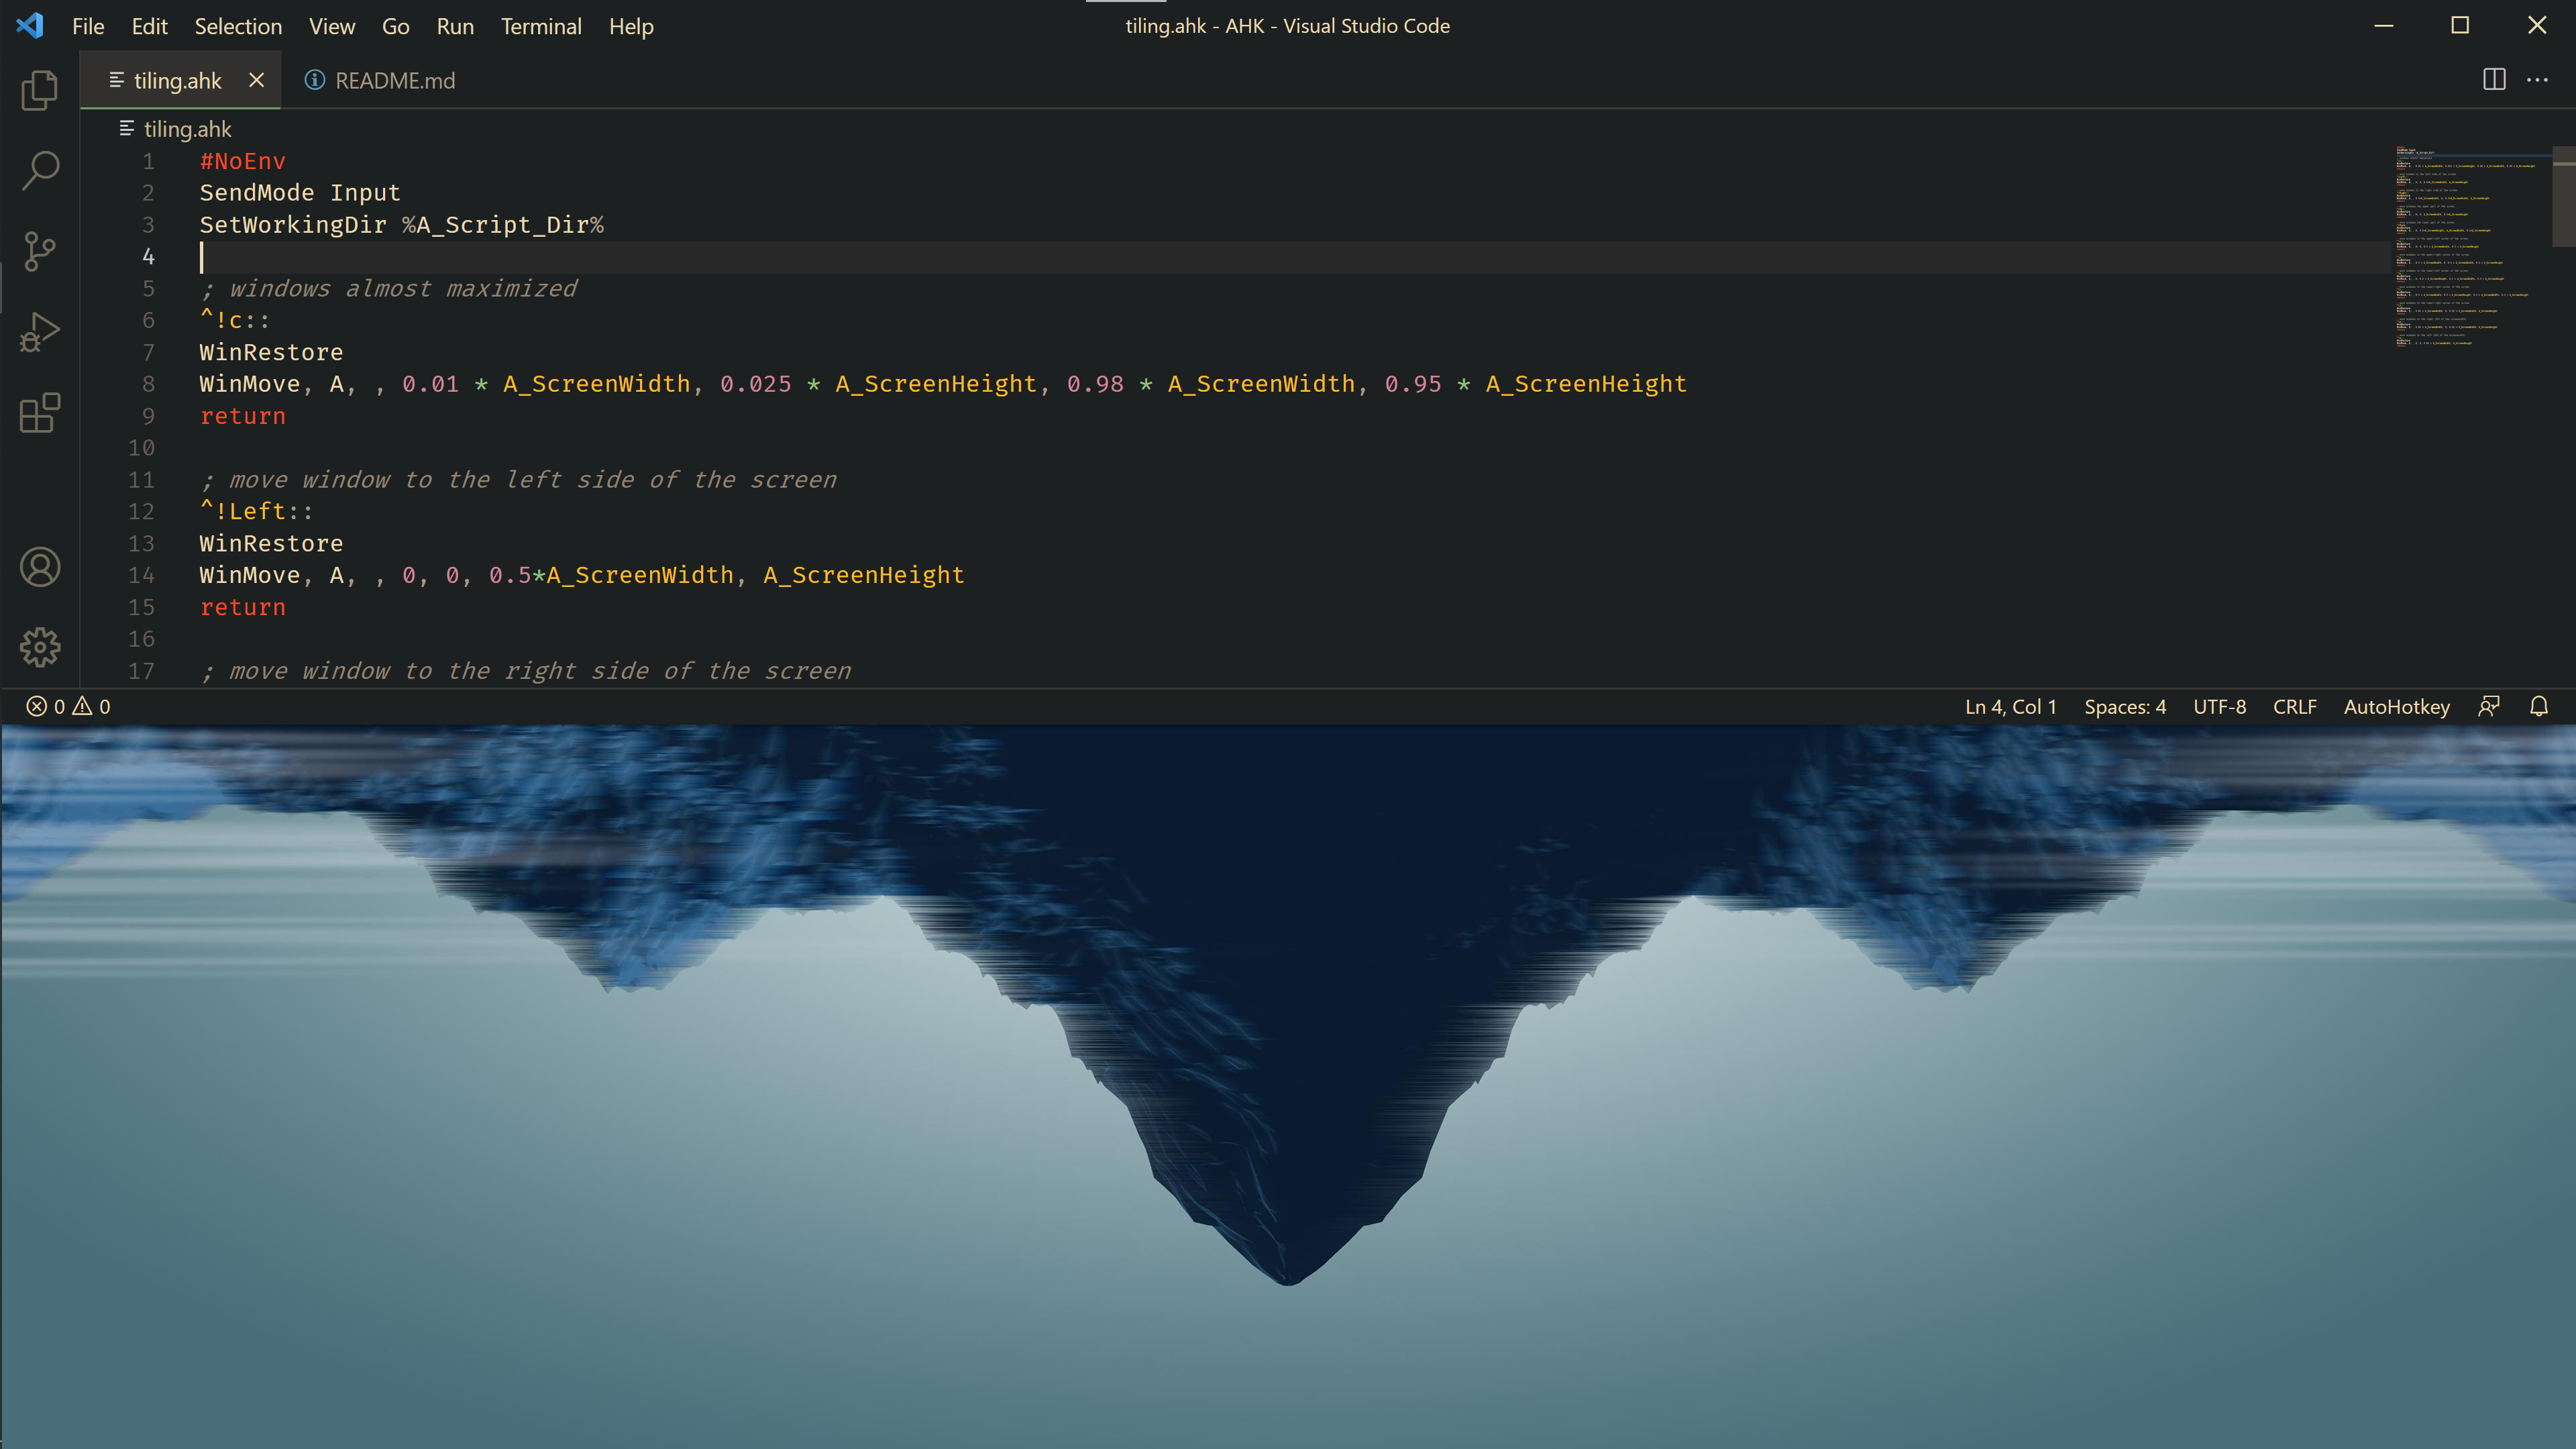 File Edit Selection View Go Run Terminal Help tiling.ahk - AHK - Visual Studio Code
tiling.ahk README.md
tiling.ahk
1 #NoEnv
2 SendMode Input
3 SetWorkingDir %A_Script_Dir%
4
5 ; windows almost maximized
6 ^!c::
7 WinRestore
8 WinMove, A, , 0.01 * A_ScreenWidth, 0.025 * A_ScreenHeight, 0.98 * A_ScreenWidth, 0.95 * A_ScreenHeight
9 return
10
11 ; move window to the left side of the screen
12 ^!Left::
13 WinRestore
14 WinMove, A, , 0, 0, 0.5*A_ScreenWidth, A_ScreenHeight
15 return
16
17 ; move window to the right side of the screen
0 0 Ln 4, Col 1 Spaces: 4 UTF-8 CRLF AutoHotkey